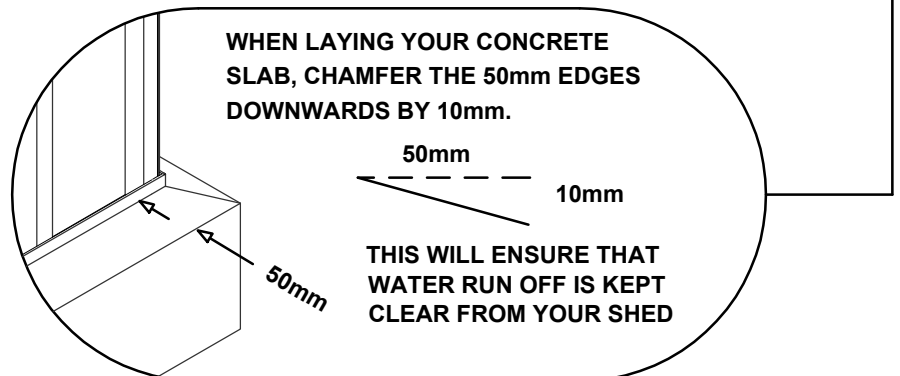 WHEN LAYING YOUR CONCRETE
SLAB, CHAMFER THE 50mm EDGES
DOWNWARDS BY 10mm.
50mm
10mm
50mm
THIS WILL ENSURE THAT
WATER RUN OFF IS KEPT
CLEAR FROM YOUR SHED